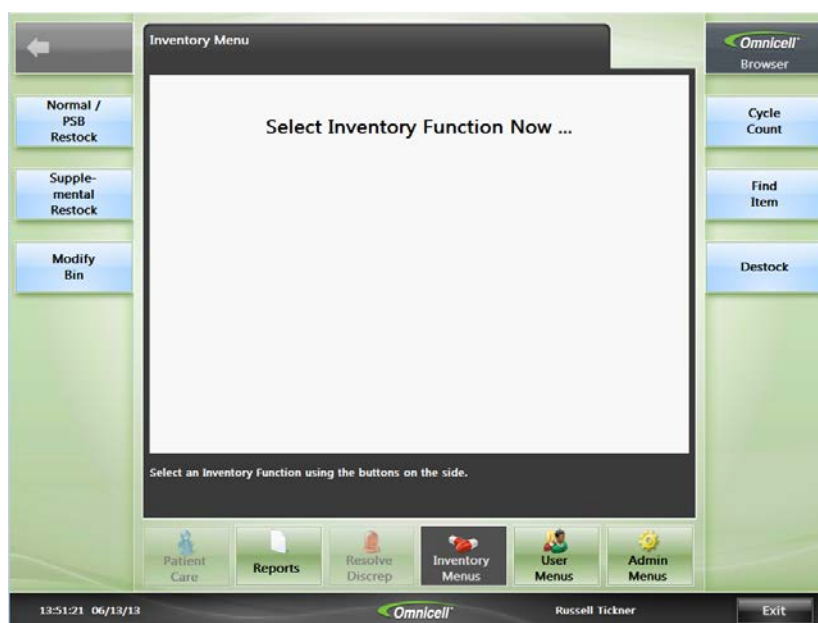 Inventory Menu
Omnicell
Browser
Normal /
PSB
Restock
Supple-
mental
Restock
Modify
Bin
Select Inventory Function Now ...
Cycle
Count
Find
Item
Destock
Select an Inventory Function using the buttons on the side.
Patient
Care
Reports
Resolve
Discrep
Inventory
Menus
User
Menus
Admin
Menus
13:51:21 06/13/13
Omnicell
Russell Tickner
Exit